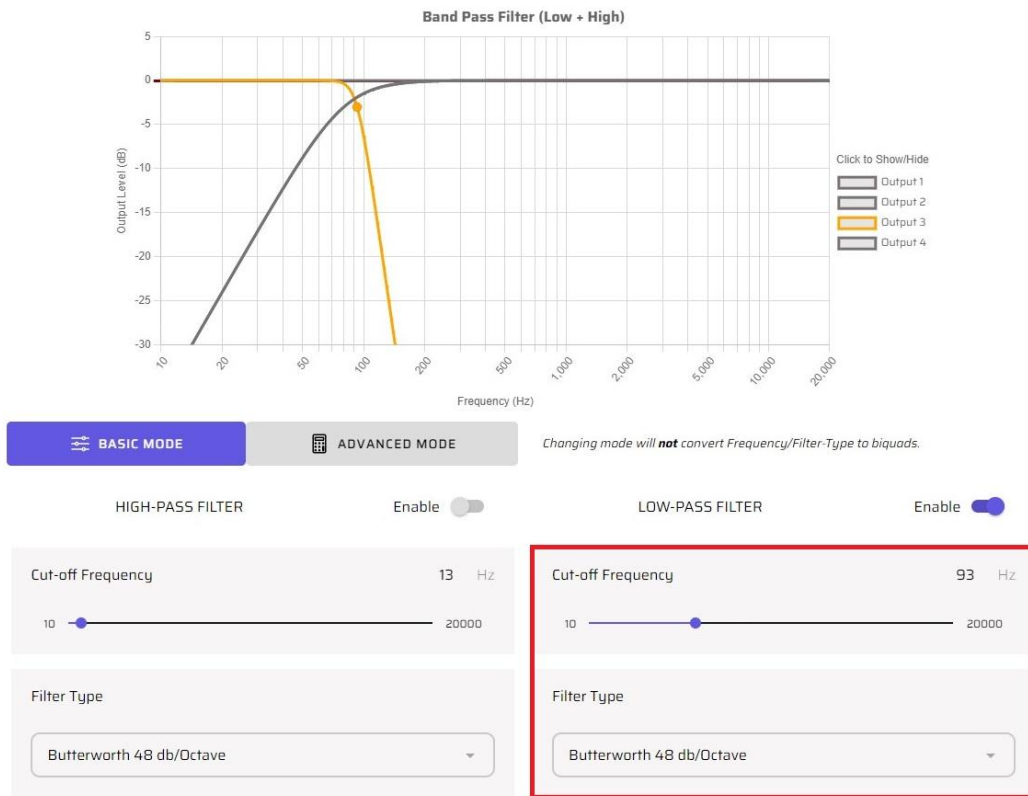 Band Pass Filter (Low + High)
5
0
-5
-10
-15
-20
-25
-30
Output Level (dB)
10
20
50
100
200
500
1,000
2,000
5,000
10,000
20,000
Frequency (Hz)
Click to Show/Hide
Output 1
Output 2
Output 3
Output 4
BASIC MODE
ADVANCED MODE
Changing mode will not convert Frequency/Filter-Type to biquads.
HIGH-PASS FILTER
Enable
LOW-PASS FILTER
Enable
Cut-off Frequency
13 Hz
10
20000
Filter Type
Butterworth 48 db/Octave
Cut-off Frequency
93 Hz
10
20000
Filter Type
Butterworth 48 db/Octave